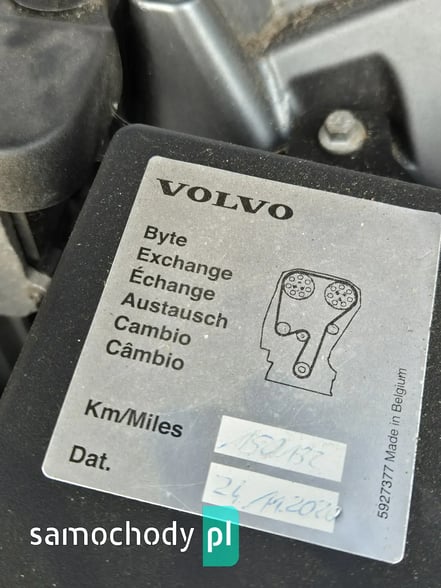 VOLVO
Byte
Exchange
Échange
Austausch
Cambio
Câmbio
Km/Miles
Dat. 24.11.2020
5927377 Made in Belgium
samochody pl